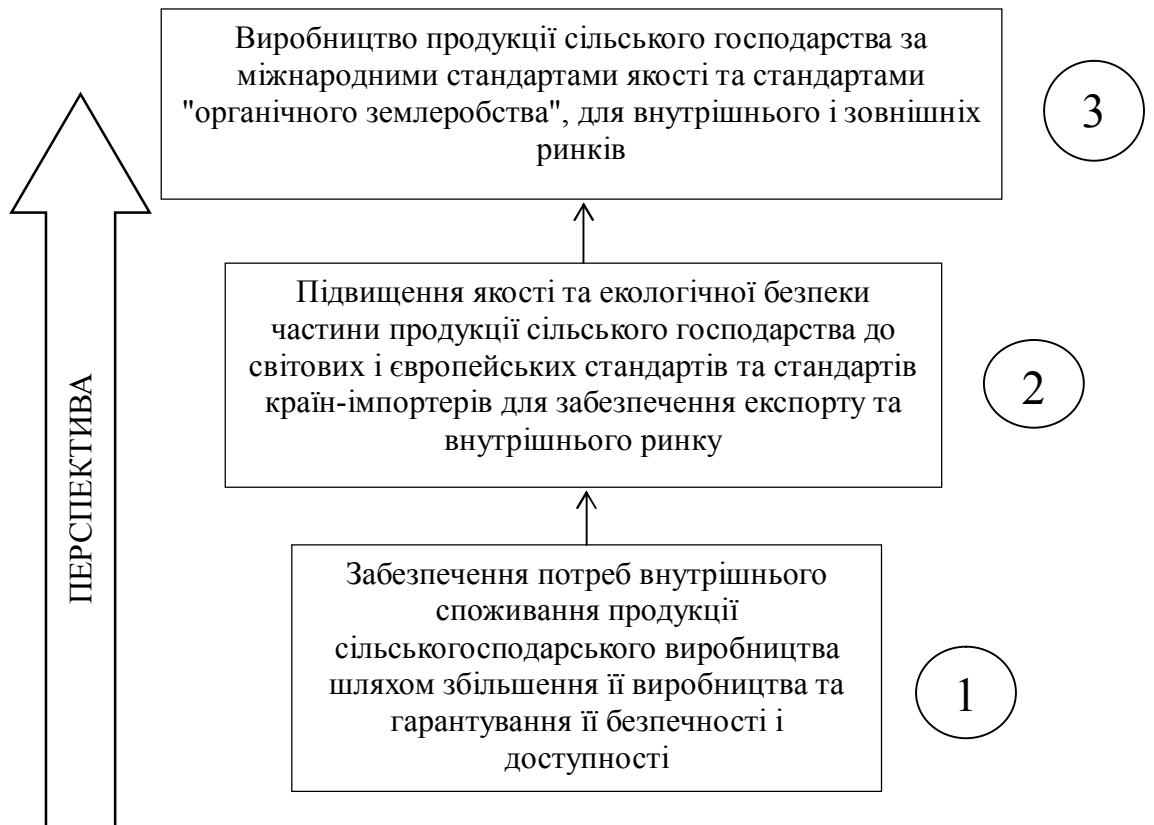 Виробництво продукції сільського господарства за
міжнародними стандартами якості та стандартами
"органічного землеробства", для внутрішнього і зовнішніх
ринків
3
Підвищення якості та екологічної безпеки
частини продукції сільського господарства до
світових і європейських стандартів та стандартів
країн-імпортерів для забезпечення експорту та
внутрішнього ринку
2
ПЕРСПЕКТИВА
Забезпечення потреб внутрішнього
споживання продукції
сільськогосподарського виробництва
шляхом збільшення її виробництва та
гарантування її безпечності і
доступності
1